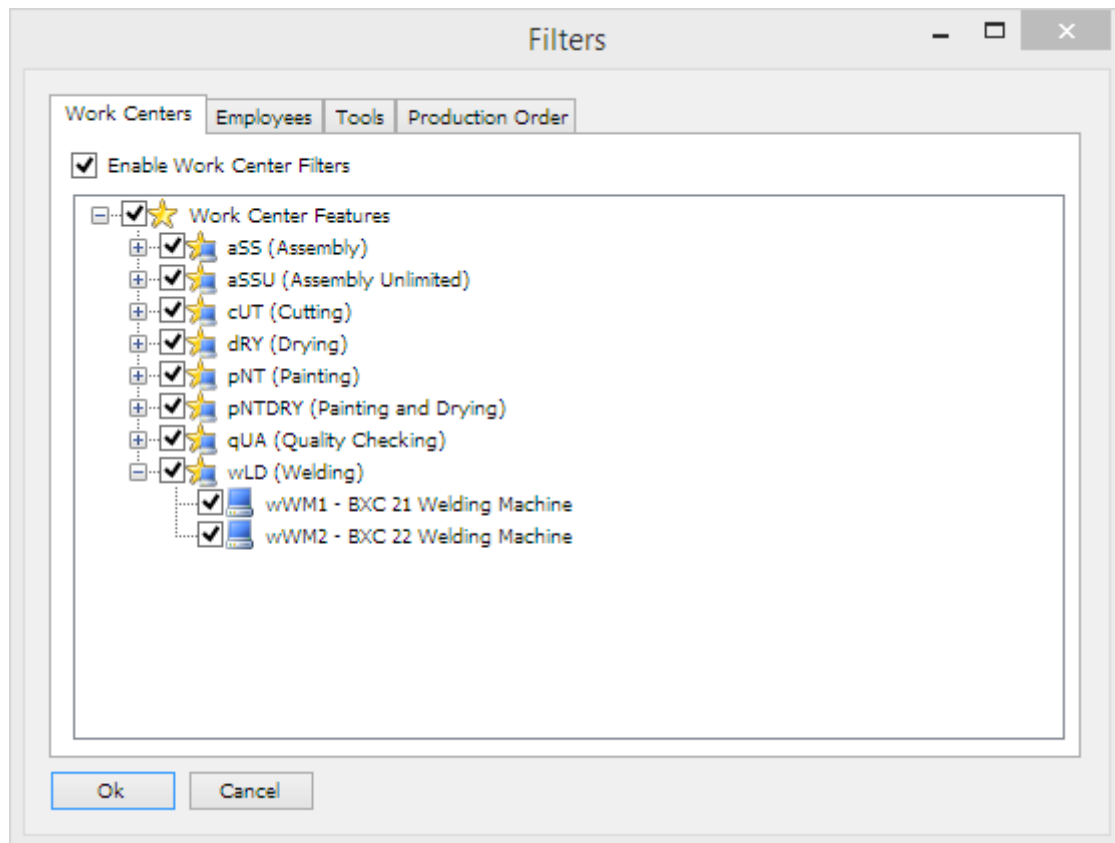 Filters
Work Centers Employees Tools Production Order
Enable Work Center Filters
Work Center Features
aSS (Assembly)
aSSU (Assembly Unlimited)
cUT (Cutting)
dRY (Drying)
pNT (Painting)
pNTDRY (Painting and Drying)
qUA (Quality Checking)
wLD (Welding)
wWM1 - BXC 21 Welding Machine
wWM2 - BXC 22 Welding Machine
Ok Cancel